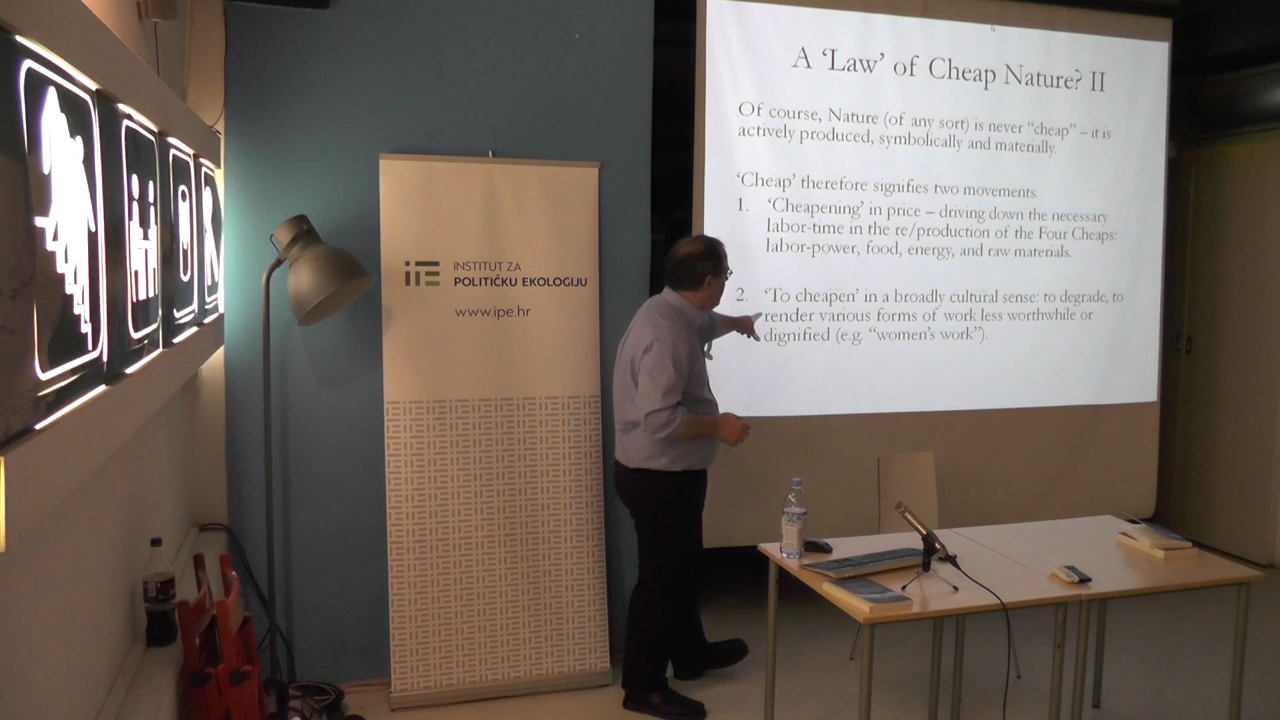 A 'Law' of Cheap Nature? II
Of course, Nature (of any sort) is never "cheap" – it is
actively produced, symbolically and materially.
'Cheap' therefore signifies two movements.
1. 'Cheapening' in price – driving down the necessary
labor-time in the re/production of the Four Cheaps:
labor-power, food, energy, and raw materials.
2. 'To cheapen' in a broadly cultural sense: to degrade, to
render various forms of work less worthwhile or
dignified (e.g. "women's work").
INSTITUT ZA
POLITIČKU EKOLOGIJU
www.ipe.hr